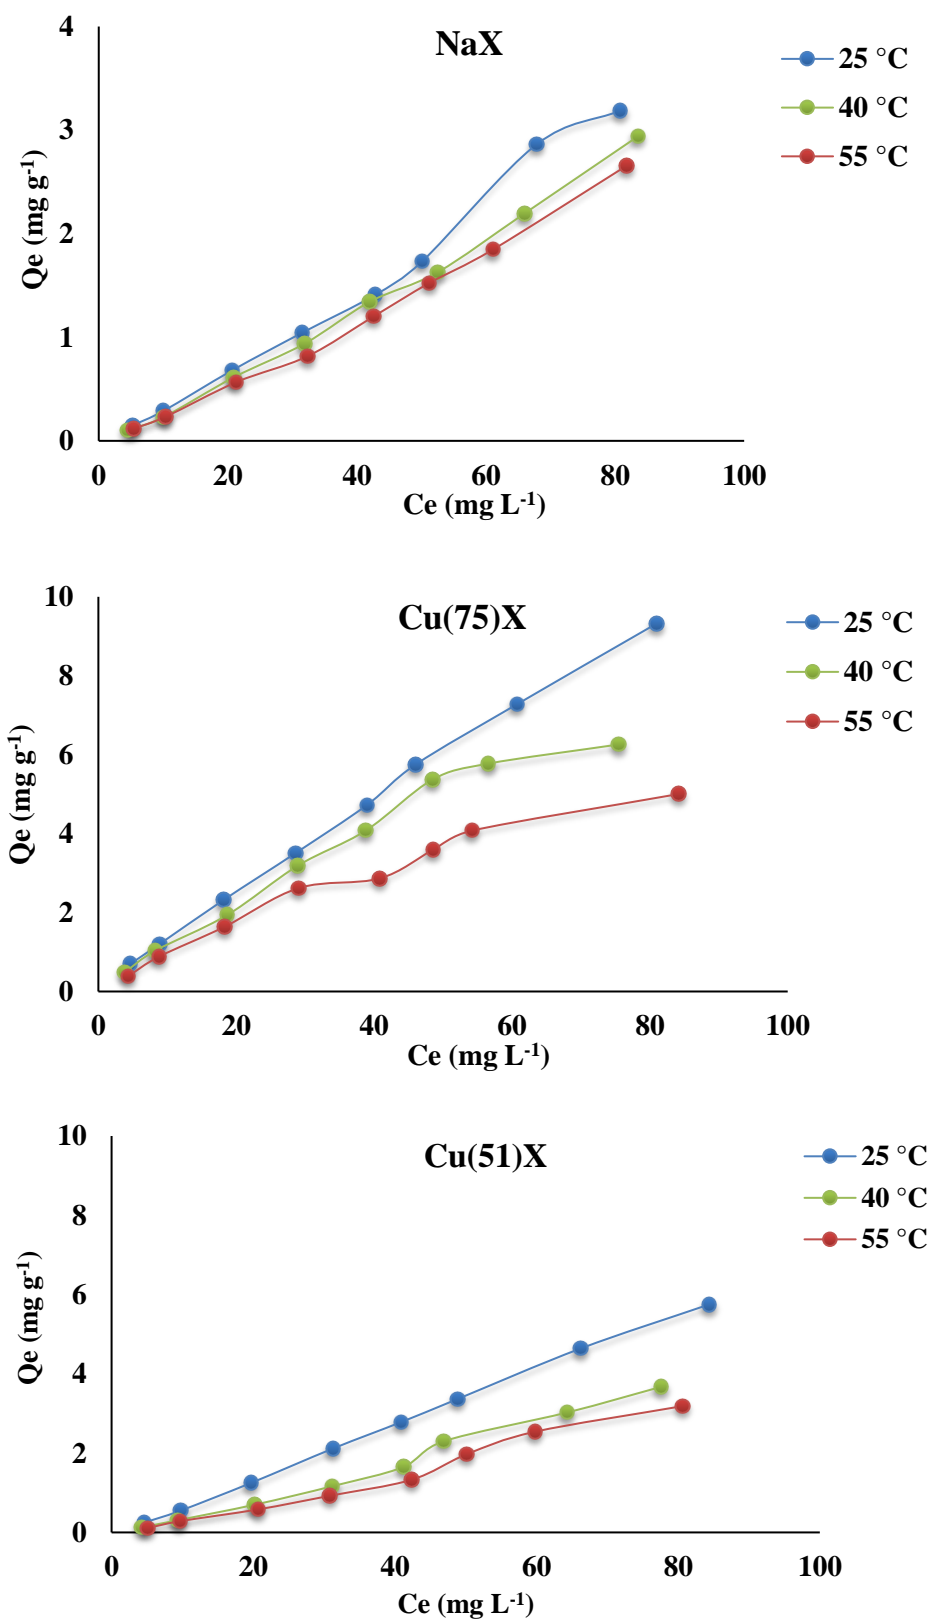 NaX
4
3
2
1
0
Qe (mg g-1)
0 20 40 60 80 100
Ce (mg L-1)
25 °C
40 °C
55 °C
Cu(75)X
10
8
6
4
2
0
Qe (mg g-1)
0 20 40 60 80 100
Ce (mg L-1)
25 °C
40 °C
55 °C
Cu(51)X
10
8
6
4
2
0
Qe (mg g-1)
0 20 40 60 80 100
Ce (mg L-1)
25 °C
40 °C
55 °C